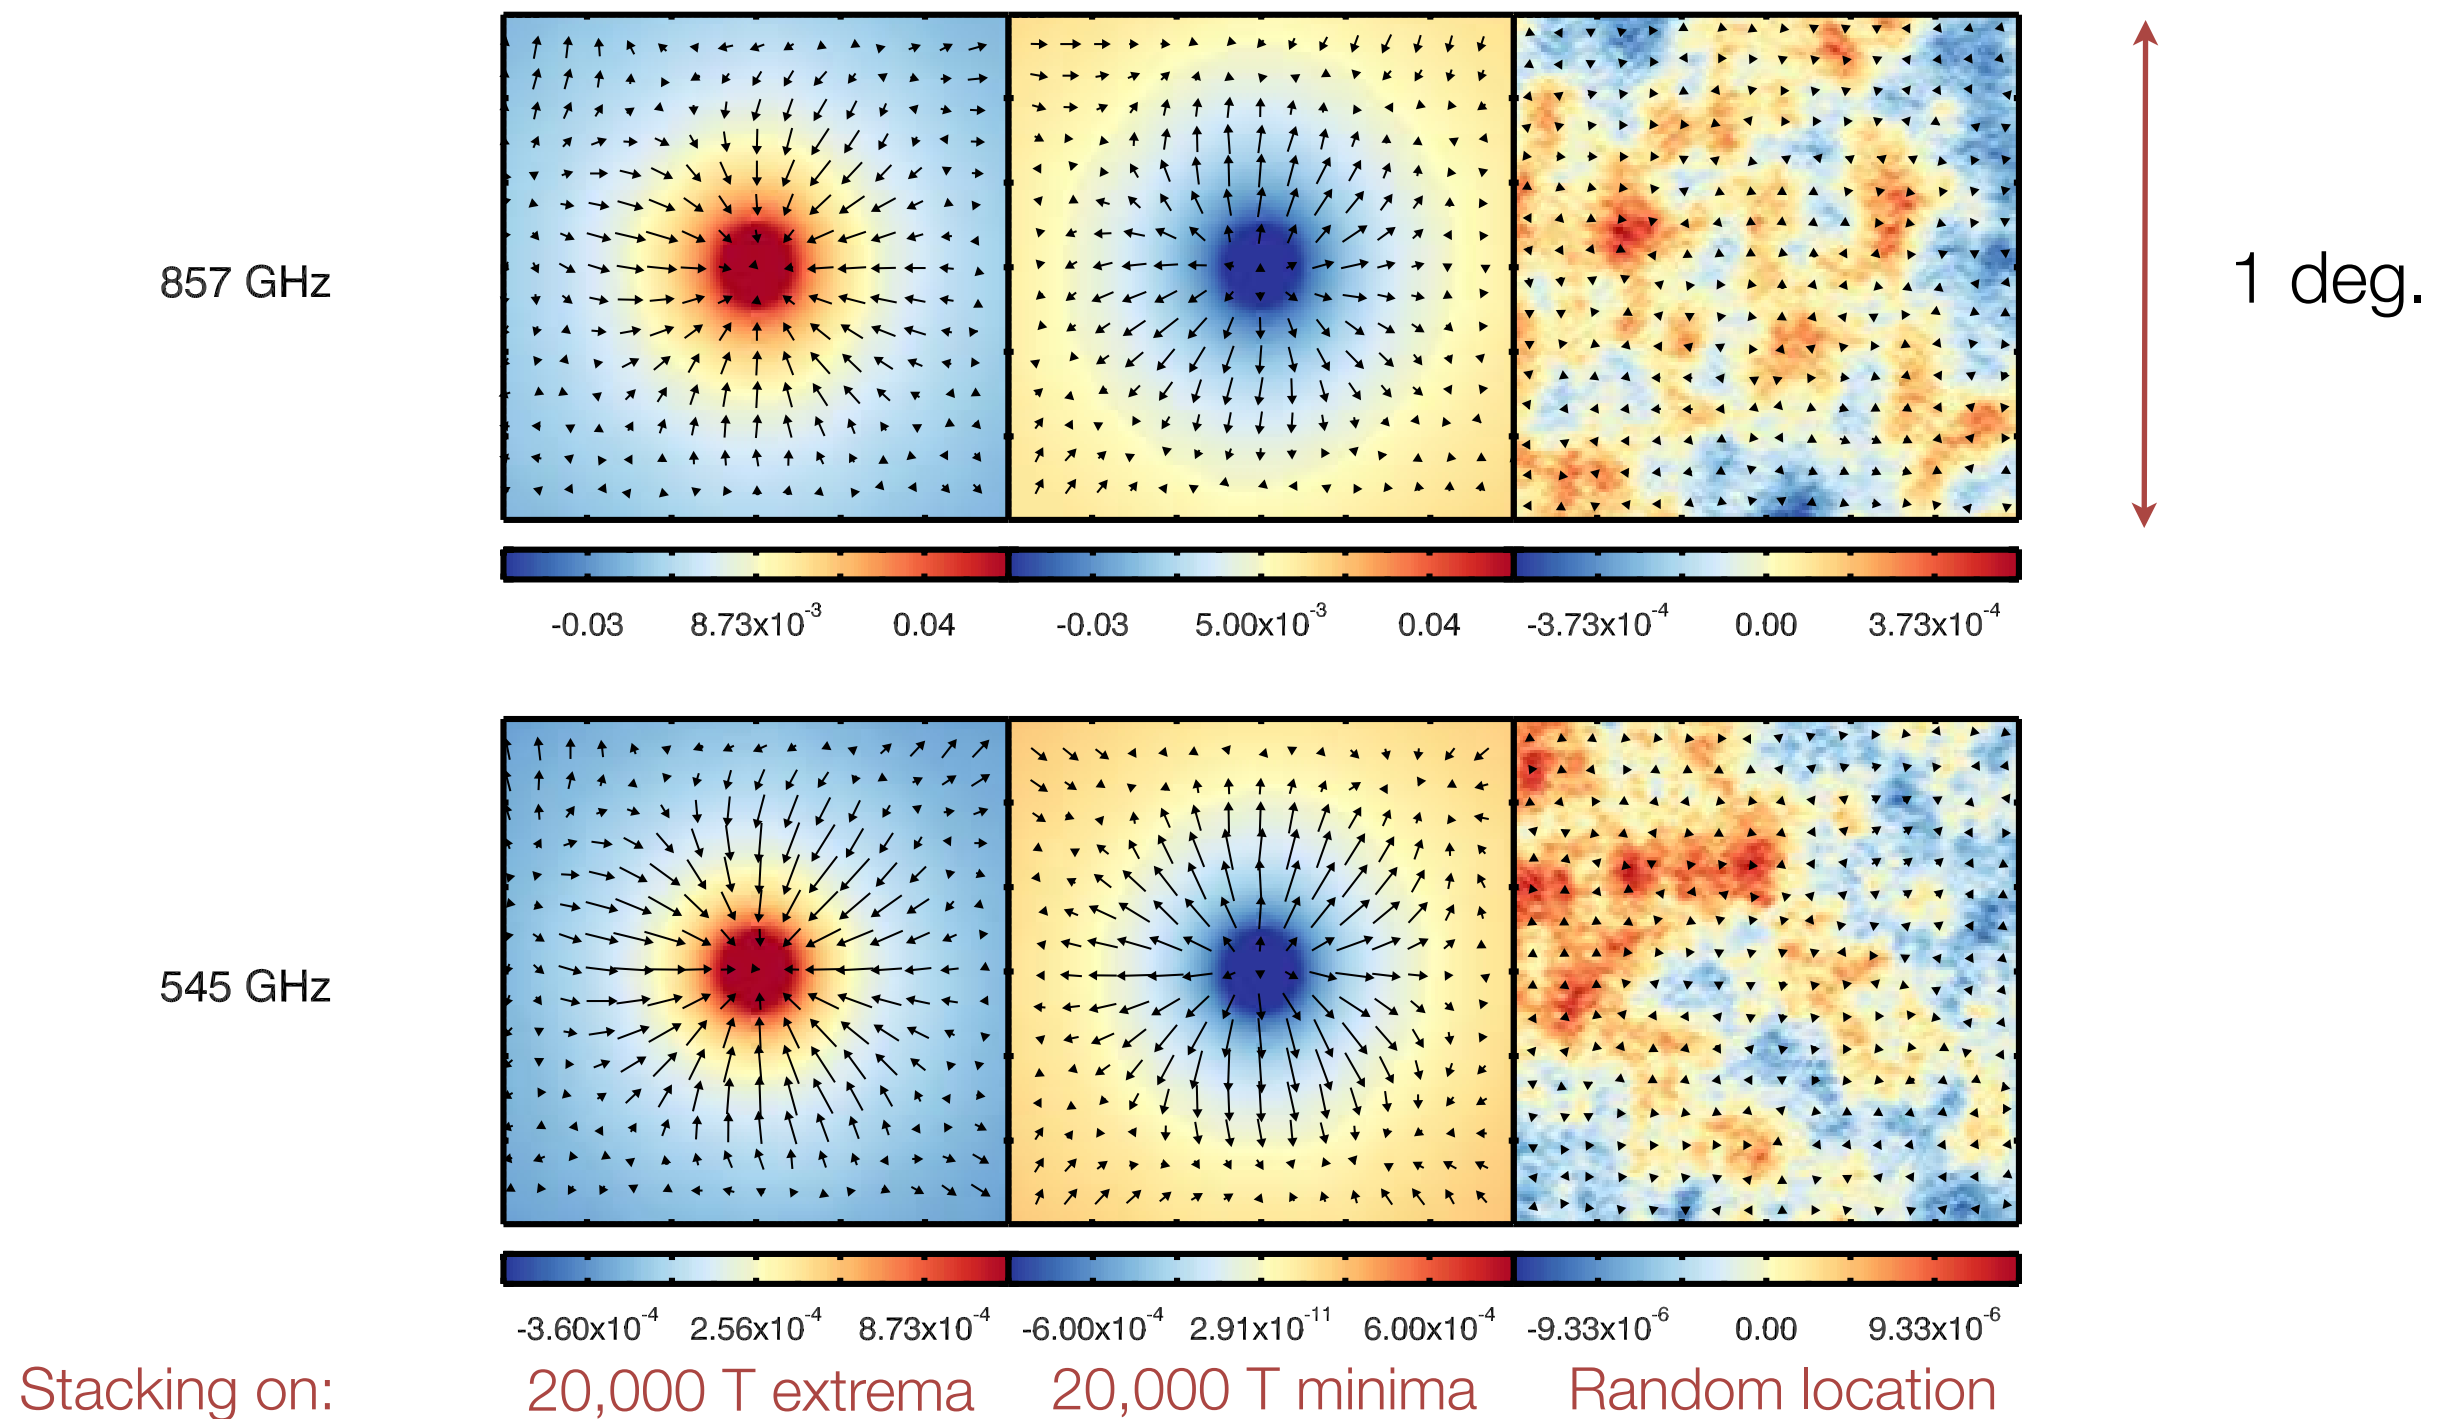 857 GHz
1 deg.
-0.03 8.73x10^-3 0.04 -0.03 5.00x10^-3 0.04 -3.73x10^-4 0.00 3.73x10^-4
545 GHz
-3.60x10^-4 2.56x10^-4 8.73x10^-4 -6.00x10^-4 2.91x10^-11 6.00x10^-4 -9.33x10^-6 0.00 9.33x10^-6
Stacking on: 20,000 T extrema 20,000 T minima Random location